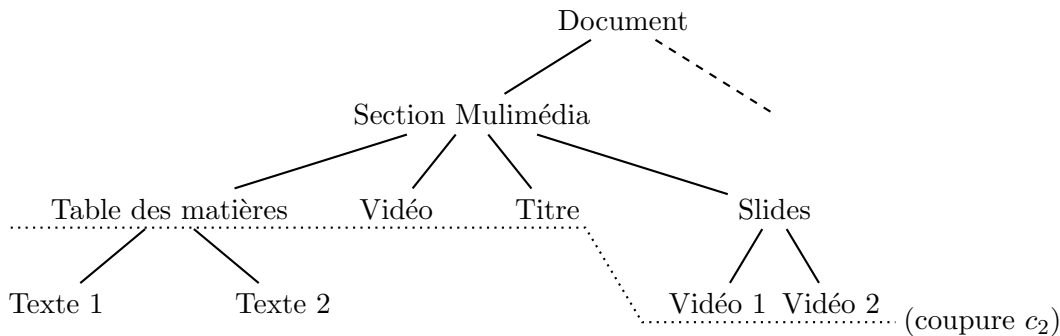 Document
Section Mulimédia
Table des matières Vidéo Titre Slides
Texte 1 Texte 2 Vidéo 1 Vidéo 2 (coupure c₂)